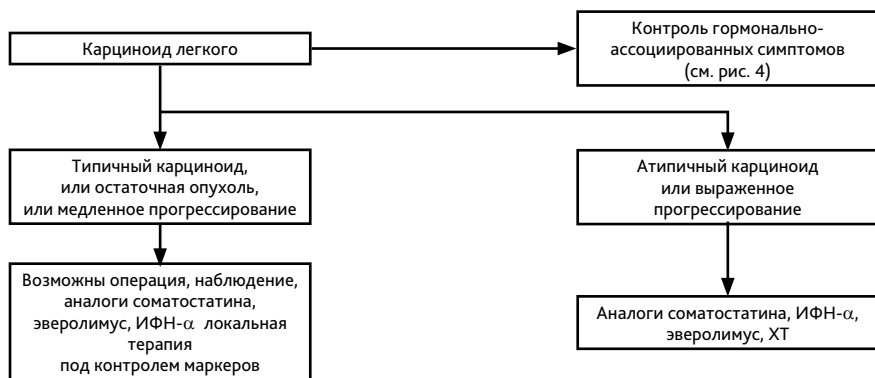 Карциноид легкого
Контроль гормонально-
ассоциированных симптомов
(см. рис. 4)
Типичный карциноид,
или остаточная опухоль,
или медленное прогрессирование
Атипичный карциноид
или выраженное
прогрессирование
Возможны операция, наблюдение,
аналоги соматостатина,
эверолимус, ИФН-α локальная
терапия
под контролем маркеров
Аналоги соматостатина, ИФН-α,
эверолимус, ХТ